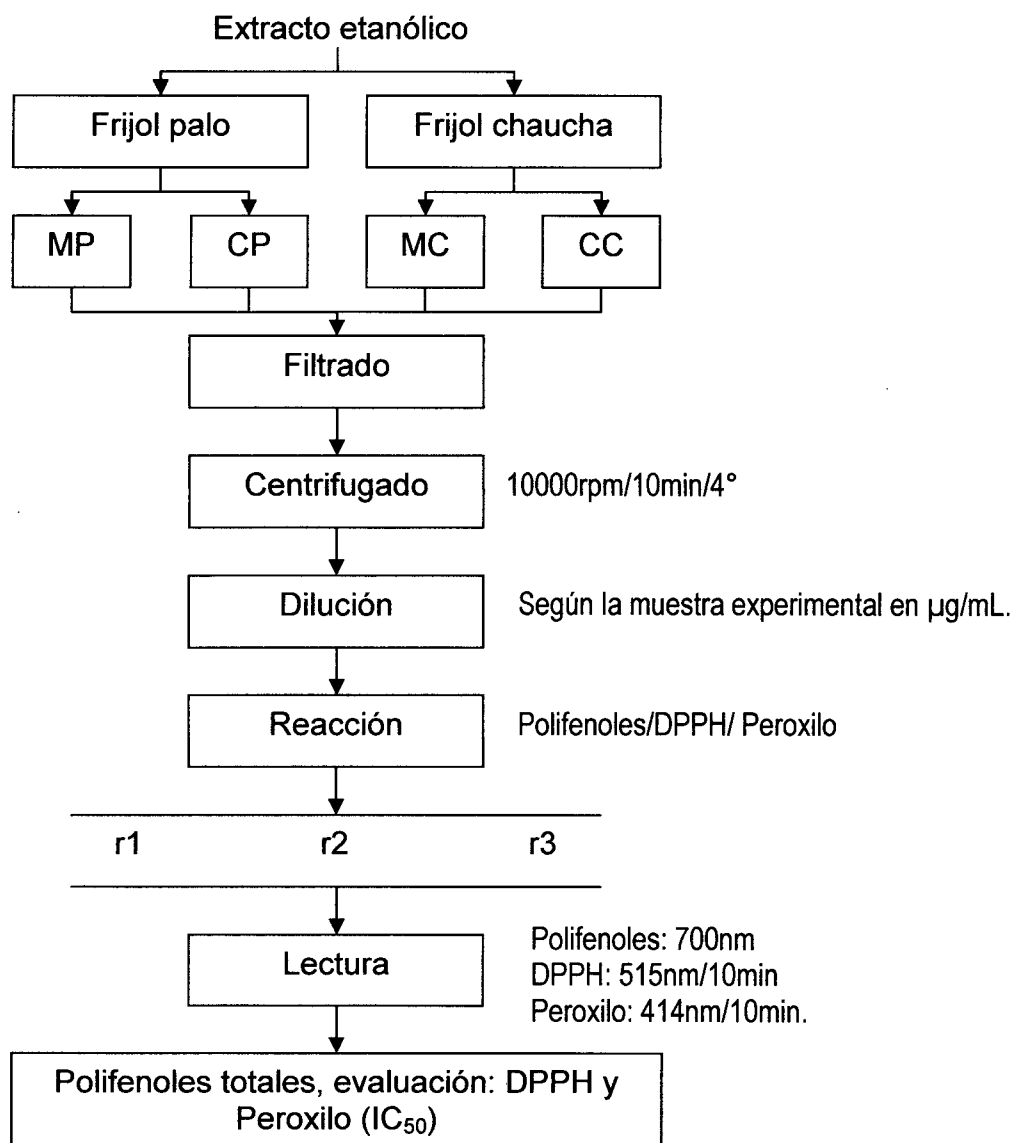 Extracto etanólico
Frijol palo
Frijol chaucha
MP
CP
MC
CC
Filtrado
Centrifugado
10000rpm/10min/4°
Dilución
Según la muestra experimental en µg/mL.
Reacción
Polifenoles/DPPH/ Peroxilo
r1
r2
r3
Lectura
Polifenoles: 700nm
DPPH: 515nm/10min
Peroxilo: 414nm/10min.
Polifenoles totales, evaluación: DPPH y
Peroxilo (IC₅₀)